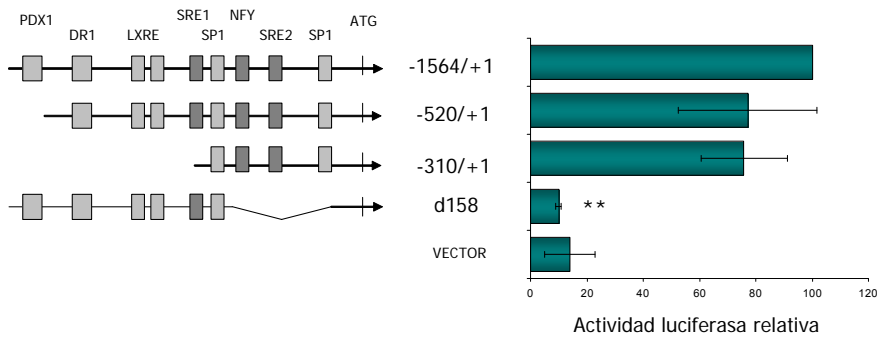 PDX1
DR1
LXRE
SRE1
SP1
NFY
SRE2
SP1
ATG
-1564/+1
-520/+1
-310/+1
d158
**
VECTOR
0 20 40 60 80 100 120
Actividad luciferasa relativa